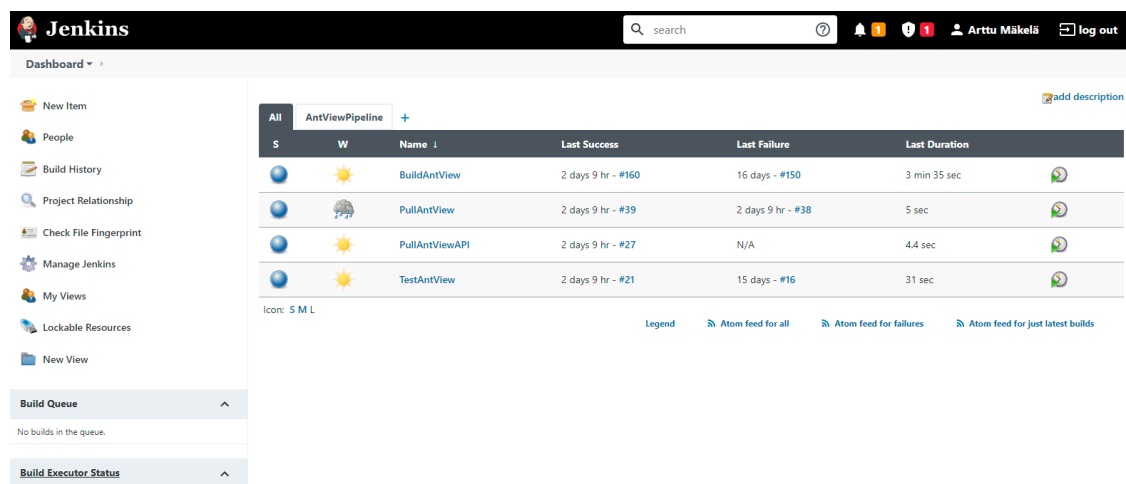 Jenkins
search
1
1
Arttu Mäkelä
log out
Dashboard
New Item
People
Build History
Project Relationship
Check File Fingerprint
Manage Jenkins
My Views
Lockable Resources
New View
Build Queue
No builds in the queue.
Build Executor Status
add description
All AntViewPipeline +
S W Name ↓ Last Success Last Failure Last Duration
BuildAntView 2 days 9 hr - #160 16 days - #150 3 min 35 sec
PullAntView 2 days 9 hr - #39 2 days 9 hr - #38 5 sec
PullAntViewAPI 2 days 9 hr - #27 N/A 4.4 sec
TestAntView 2 days 9 hr - #21 15 days - #16 31 sec
Icon: S M L
Legend Atom feed for all Atom feed for failures Atom feed for just latest builds